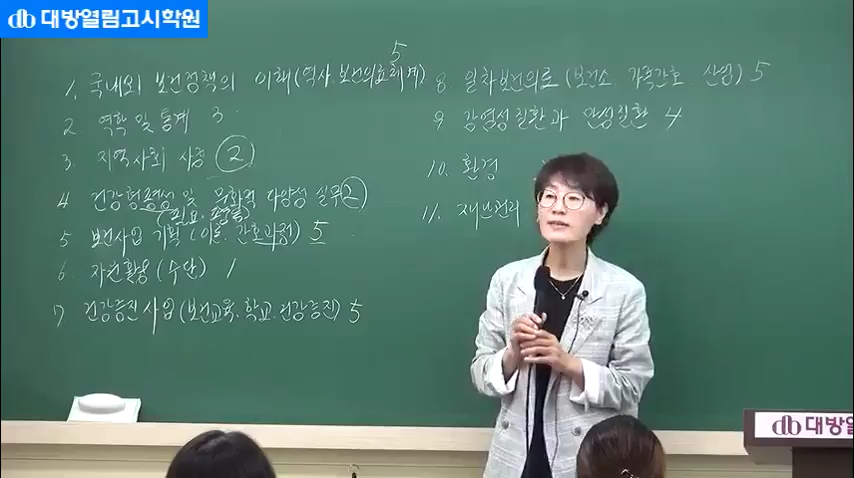 db 대방열림고시학원
5
1. 국내외 보건정책의 이해(역사.보건의료체계)
2. 역학 및 통계 3
3. 지역사회 사정 2
4 건강형평성 및 문화적 다양성 실무 2
5 보건사업 기획 (이론. 간호과정) 5
6. 자원활용 (수단) 1
7 건강증진사업 (보건교육. 학교. 건강증진) 5
8 일차보건의료 (보건소. 가족간호. 산업) 5
9 감염성질환과 만성질환 4
10. 환경
11. 재난관리
db 대방열